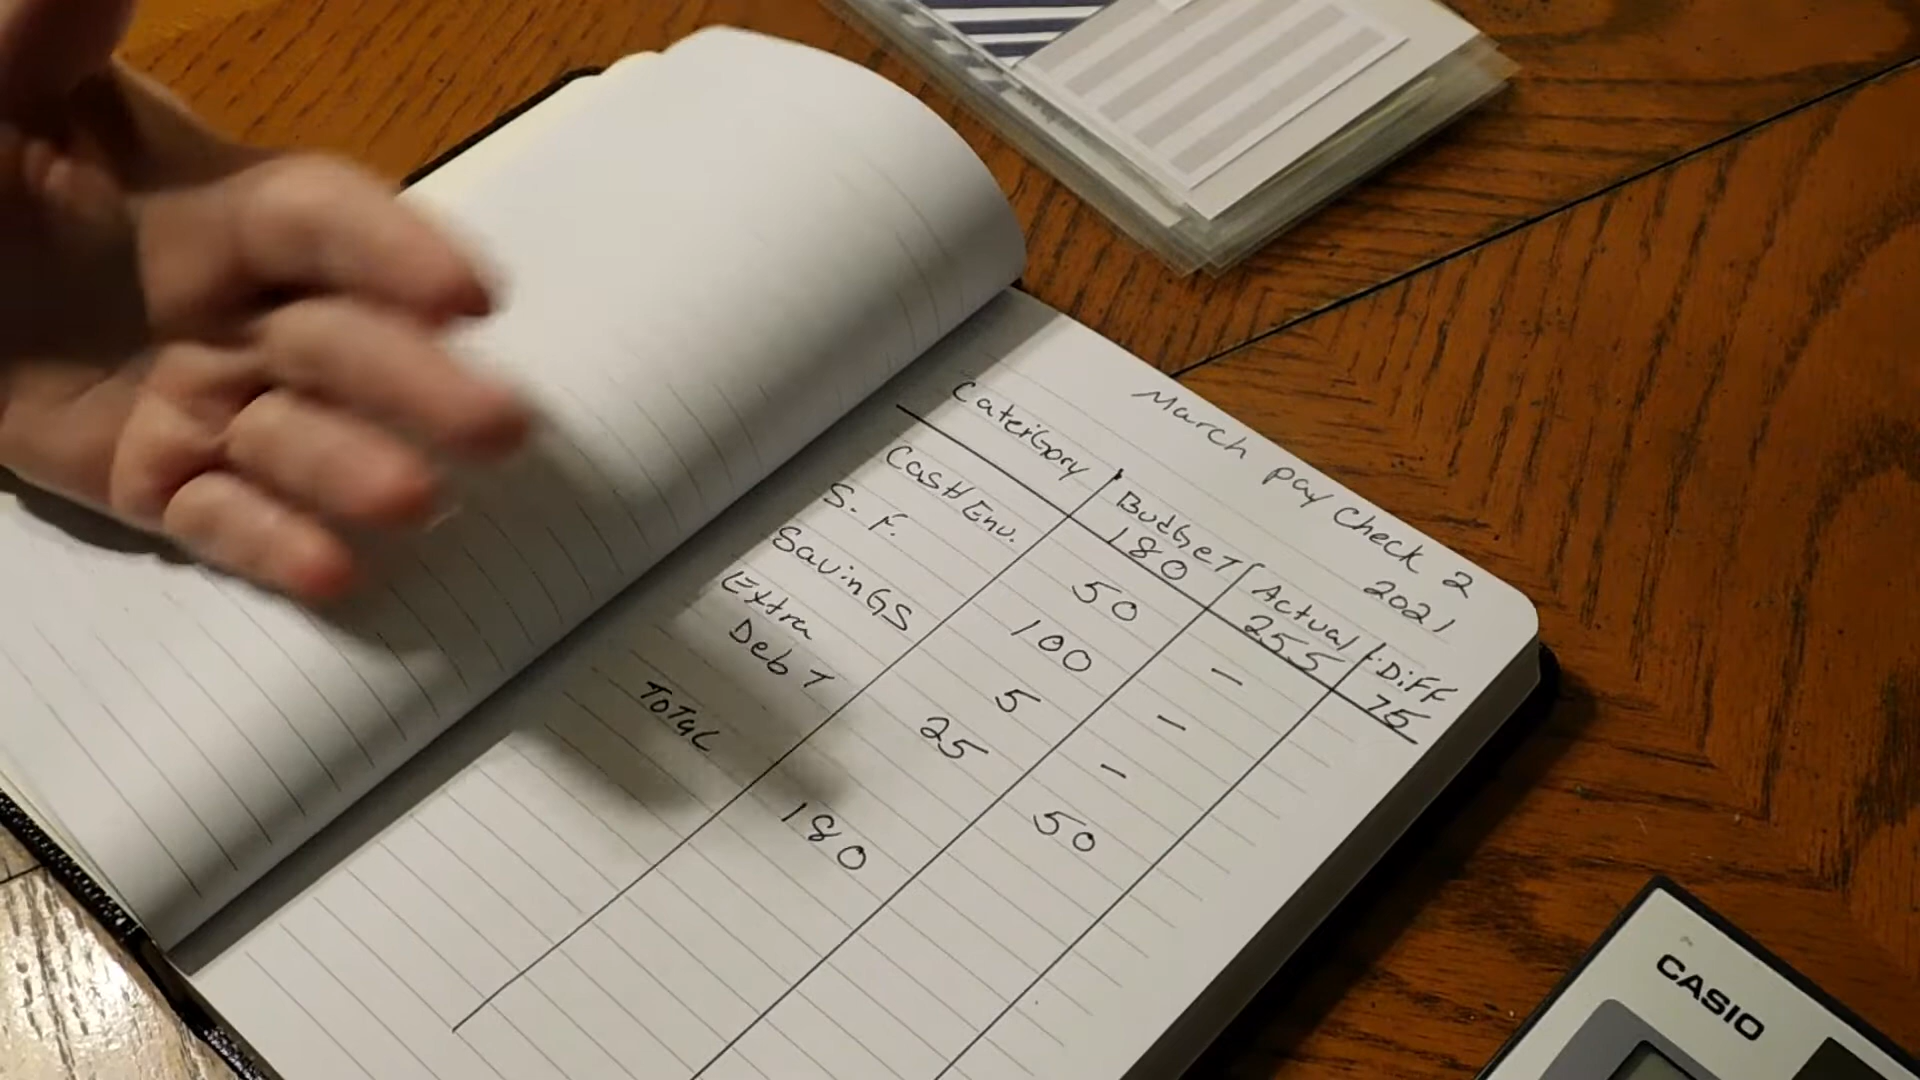 March pay check 2
2021
CaterGory Budget Actual Diff
180 255 75
Cash Env. 50 –
S. F. 100 –
SavinGS 5 –
Extra Debt 25 50
Total 180
CASIO